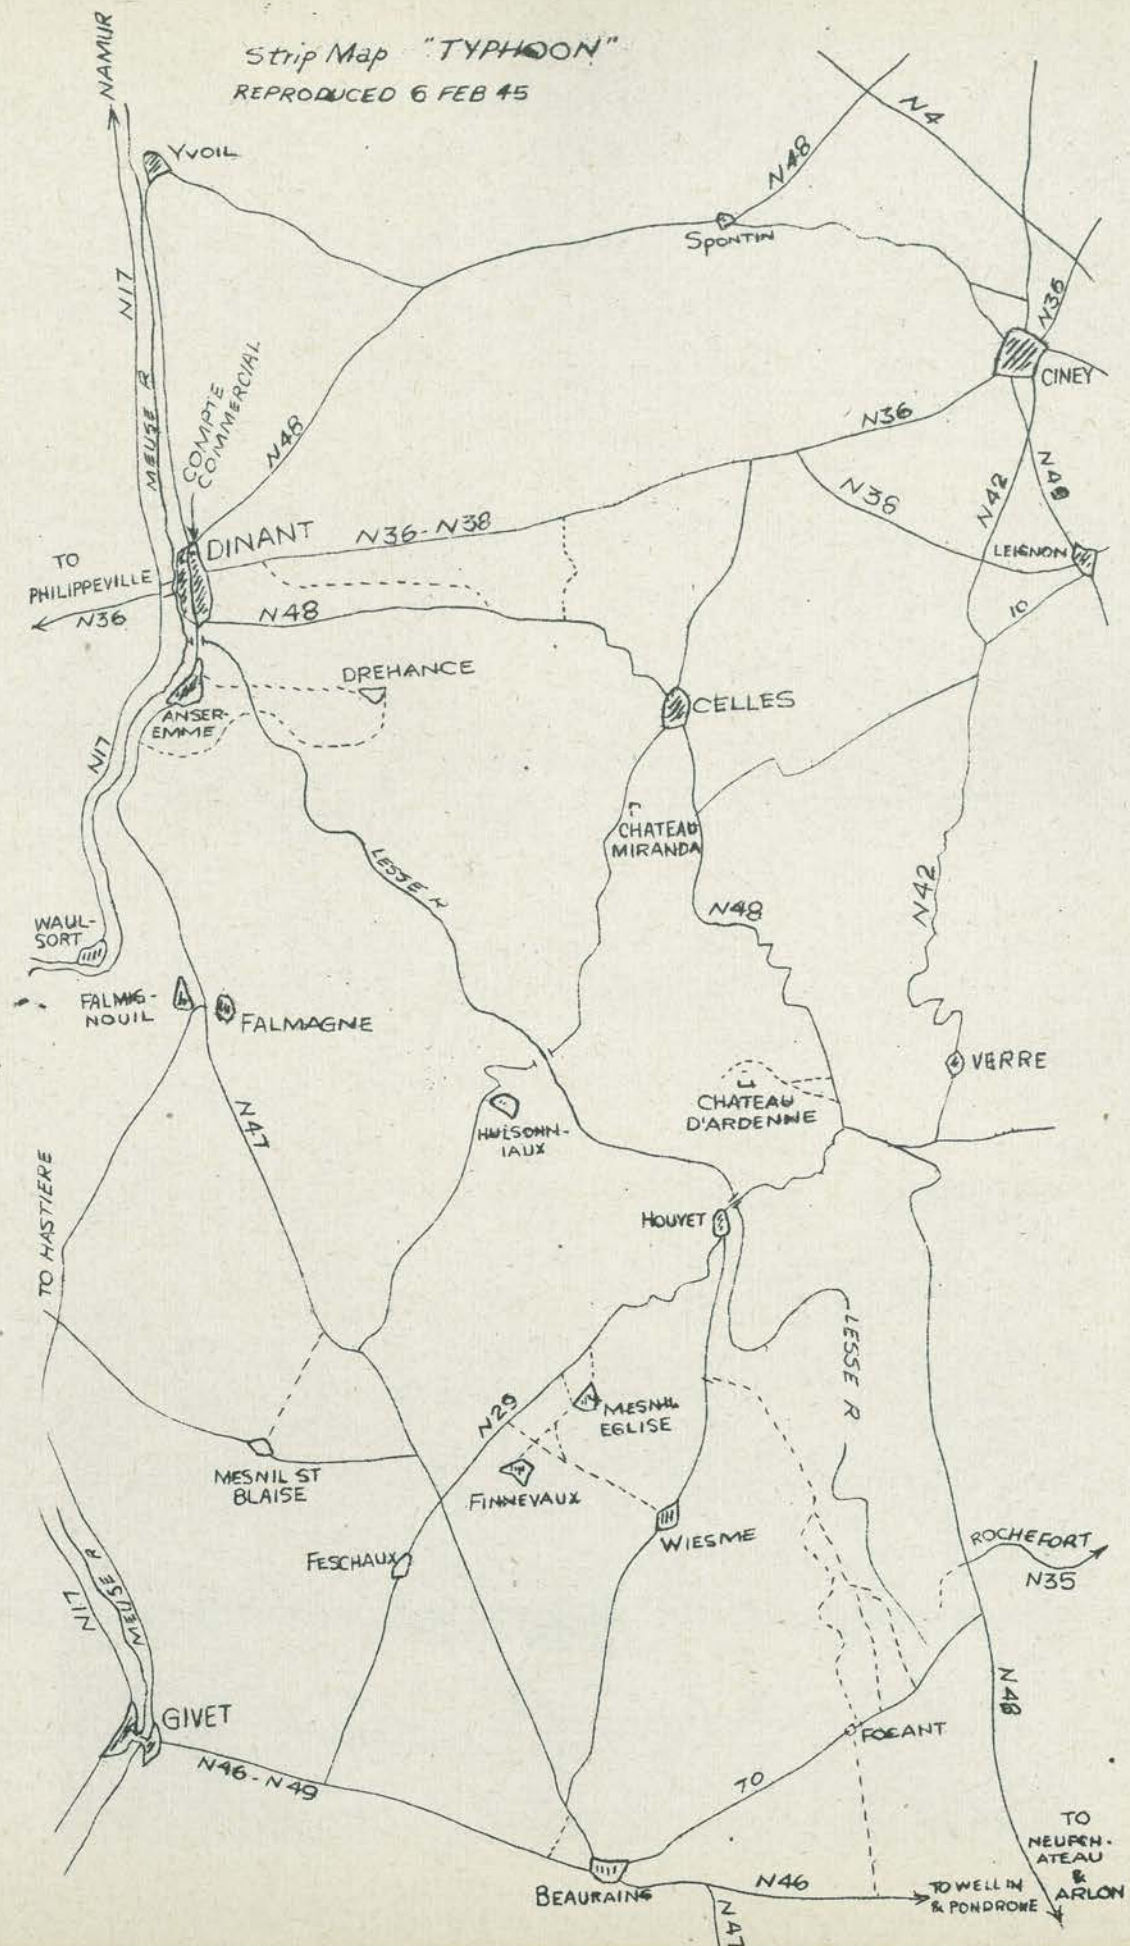 Strip Map "TYPHOON"
REPRODUCED 6 FEB 45
NAMUR
YVOIL
N4
N48
SPONTIN
N17
N36
MEUSE R
COMPTE
COMMERCIAL
CINEY
N48
N36
N36
N42
N48
DINANT
N36-N38
LEIGNON
TO
PHILIPPEVILLE
N36
N48
10
DREHANCE
CELLES
ANSER-
EMME
N17
CHATEAU
MIRANDA
LESSE R
N42
N48
WAUL-
SORT
FALMIG-
NOUIL
FALMAGNE
VERRE
CHATEAU
D'ARDENNE
N47
HULSONN-
IAUX
TO HASTIERE
HOUYET
LESSE R
N29
MESNIL
EGLISE
MESNIL ST
BLAISE
FINNEVAUX
WIESME
FESCHAUX
ROCHEFORT
N35
N17
MEUSE R
GIVET
N48
FOCANT
N46-N49
TO
TO
NEUFCH-
ATEAU
&
ARLON
BEAURAING
N46
TO WELLIN
& PONDROME
N47